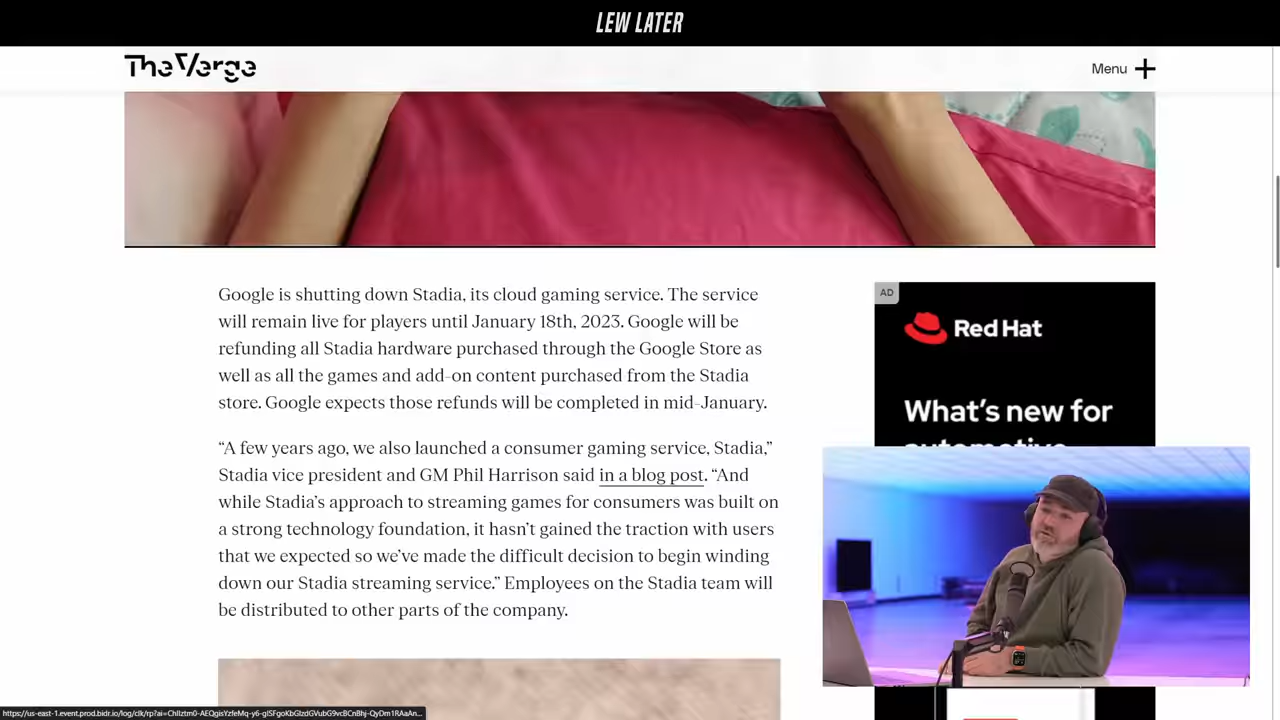 LEW LATER
TheVerge
Menu
Google is shutting down Stadia, its cloud gaming service. The service
will remain live for players until January 18th, 2023. Google will be
refunding all Stadia hardware purchased through the Google Store as
well as all the games and add-on content purchased from the Stadia
store. Google expects those refunds will be completed in mid-January.
“A few years ago, we also launched a consumer gaming service, Stadia,”
Stadia vice president and GM Phil Harrison said in a blog post. “And
while Stadia’s approach to streaming games for consumers was built on
a strong technology foundation, it hasn’t gained the traction with users
that we expected so we’ve made the difficult decision to begin winding
down our Stadia streaming service.” Employees on the Stadia team will
be distributed to other parts of the company.
AD
Red Hat
What’s new for
automotive